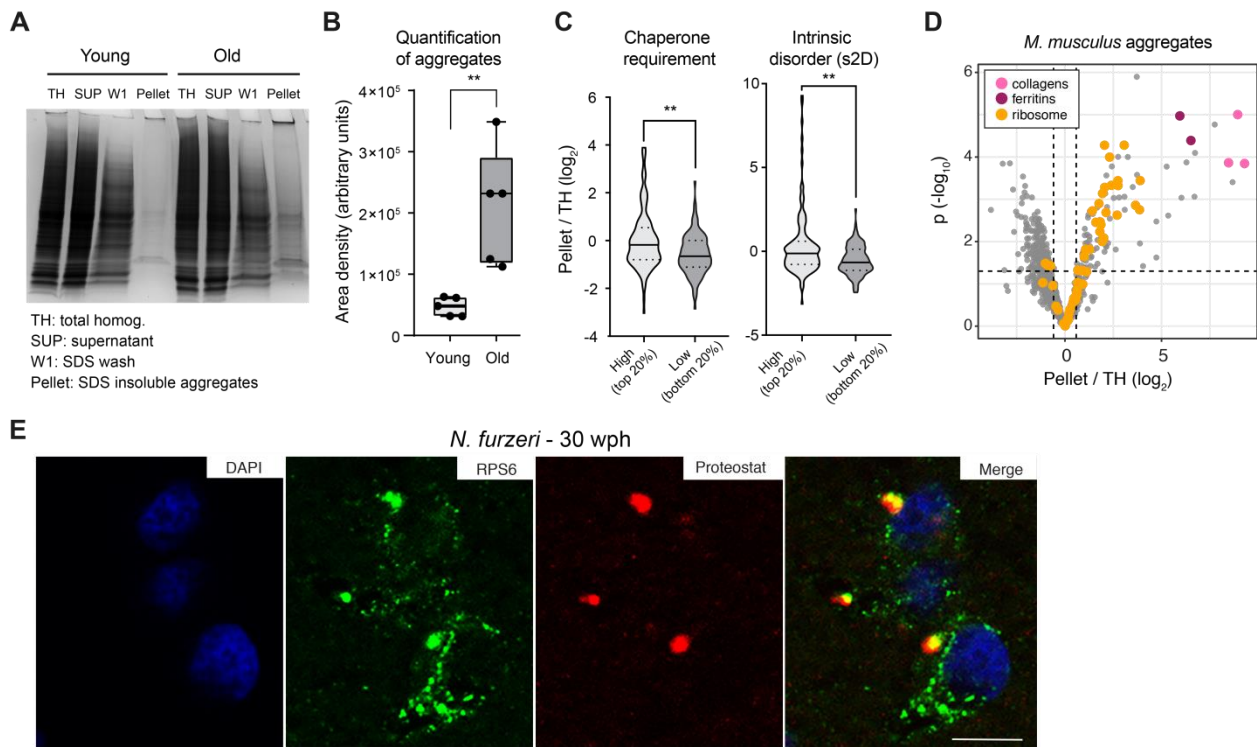 A
Young Old
TH SUP W1 Pellet TH SUP W1 Pellet
TH: total homog.
SUP: supernatant
W1: SDS wash
Pellet: SDS insoluble aggregates
B
Quantification
of aggregates
**
Area density (arbitrary units)
4×10⁵
3×10⁵
2×10⁵
1×10⁵
0
Young Old
C
Chaperone
requirement
**
Pellet / TH (log₂)
6
4
2
0
-2
-4
High
(top 20%)
Low
(bottom 20%)
Intrinsic
disorder (s2D)
**
10
5
0
-5
High
(top 20%)
Low
(bottom 20%)
D
M. musculus aggregates
collagens
ferritins
ribosome
p (-log₁₀)
6
4
2
0
0 5
Pellet / TH (log₂)
E
N. furzeri - 30 wph
DAPI RPS6 Proteostat Merge